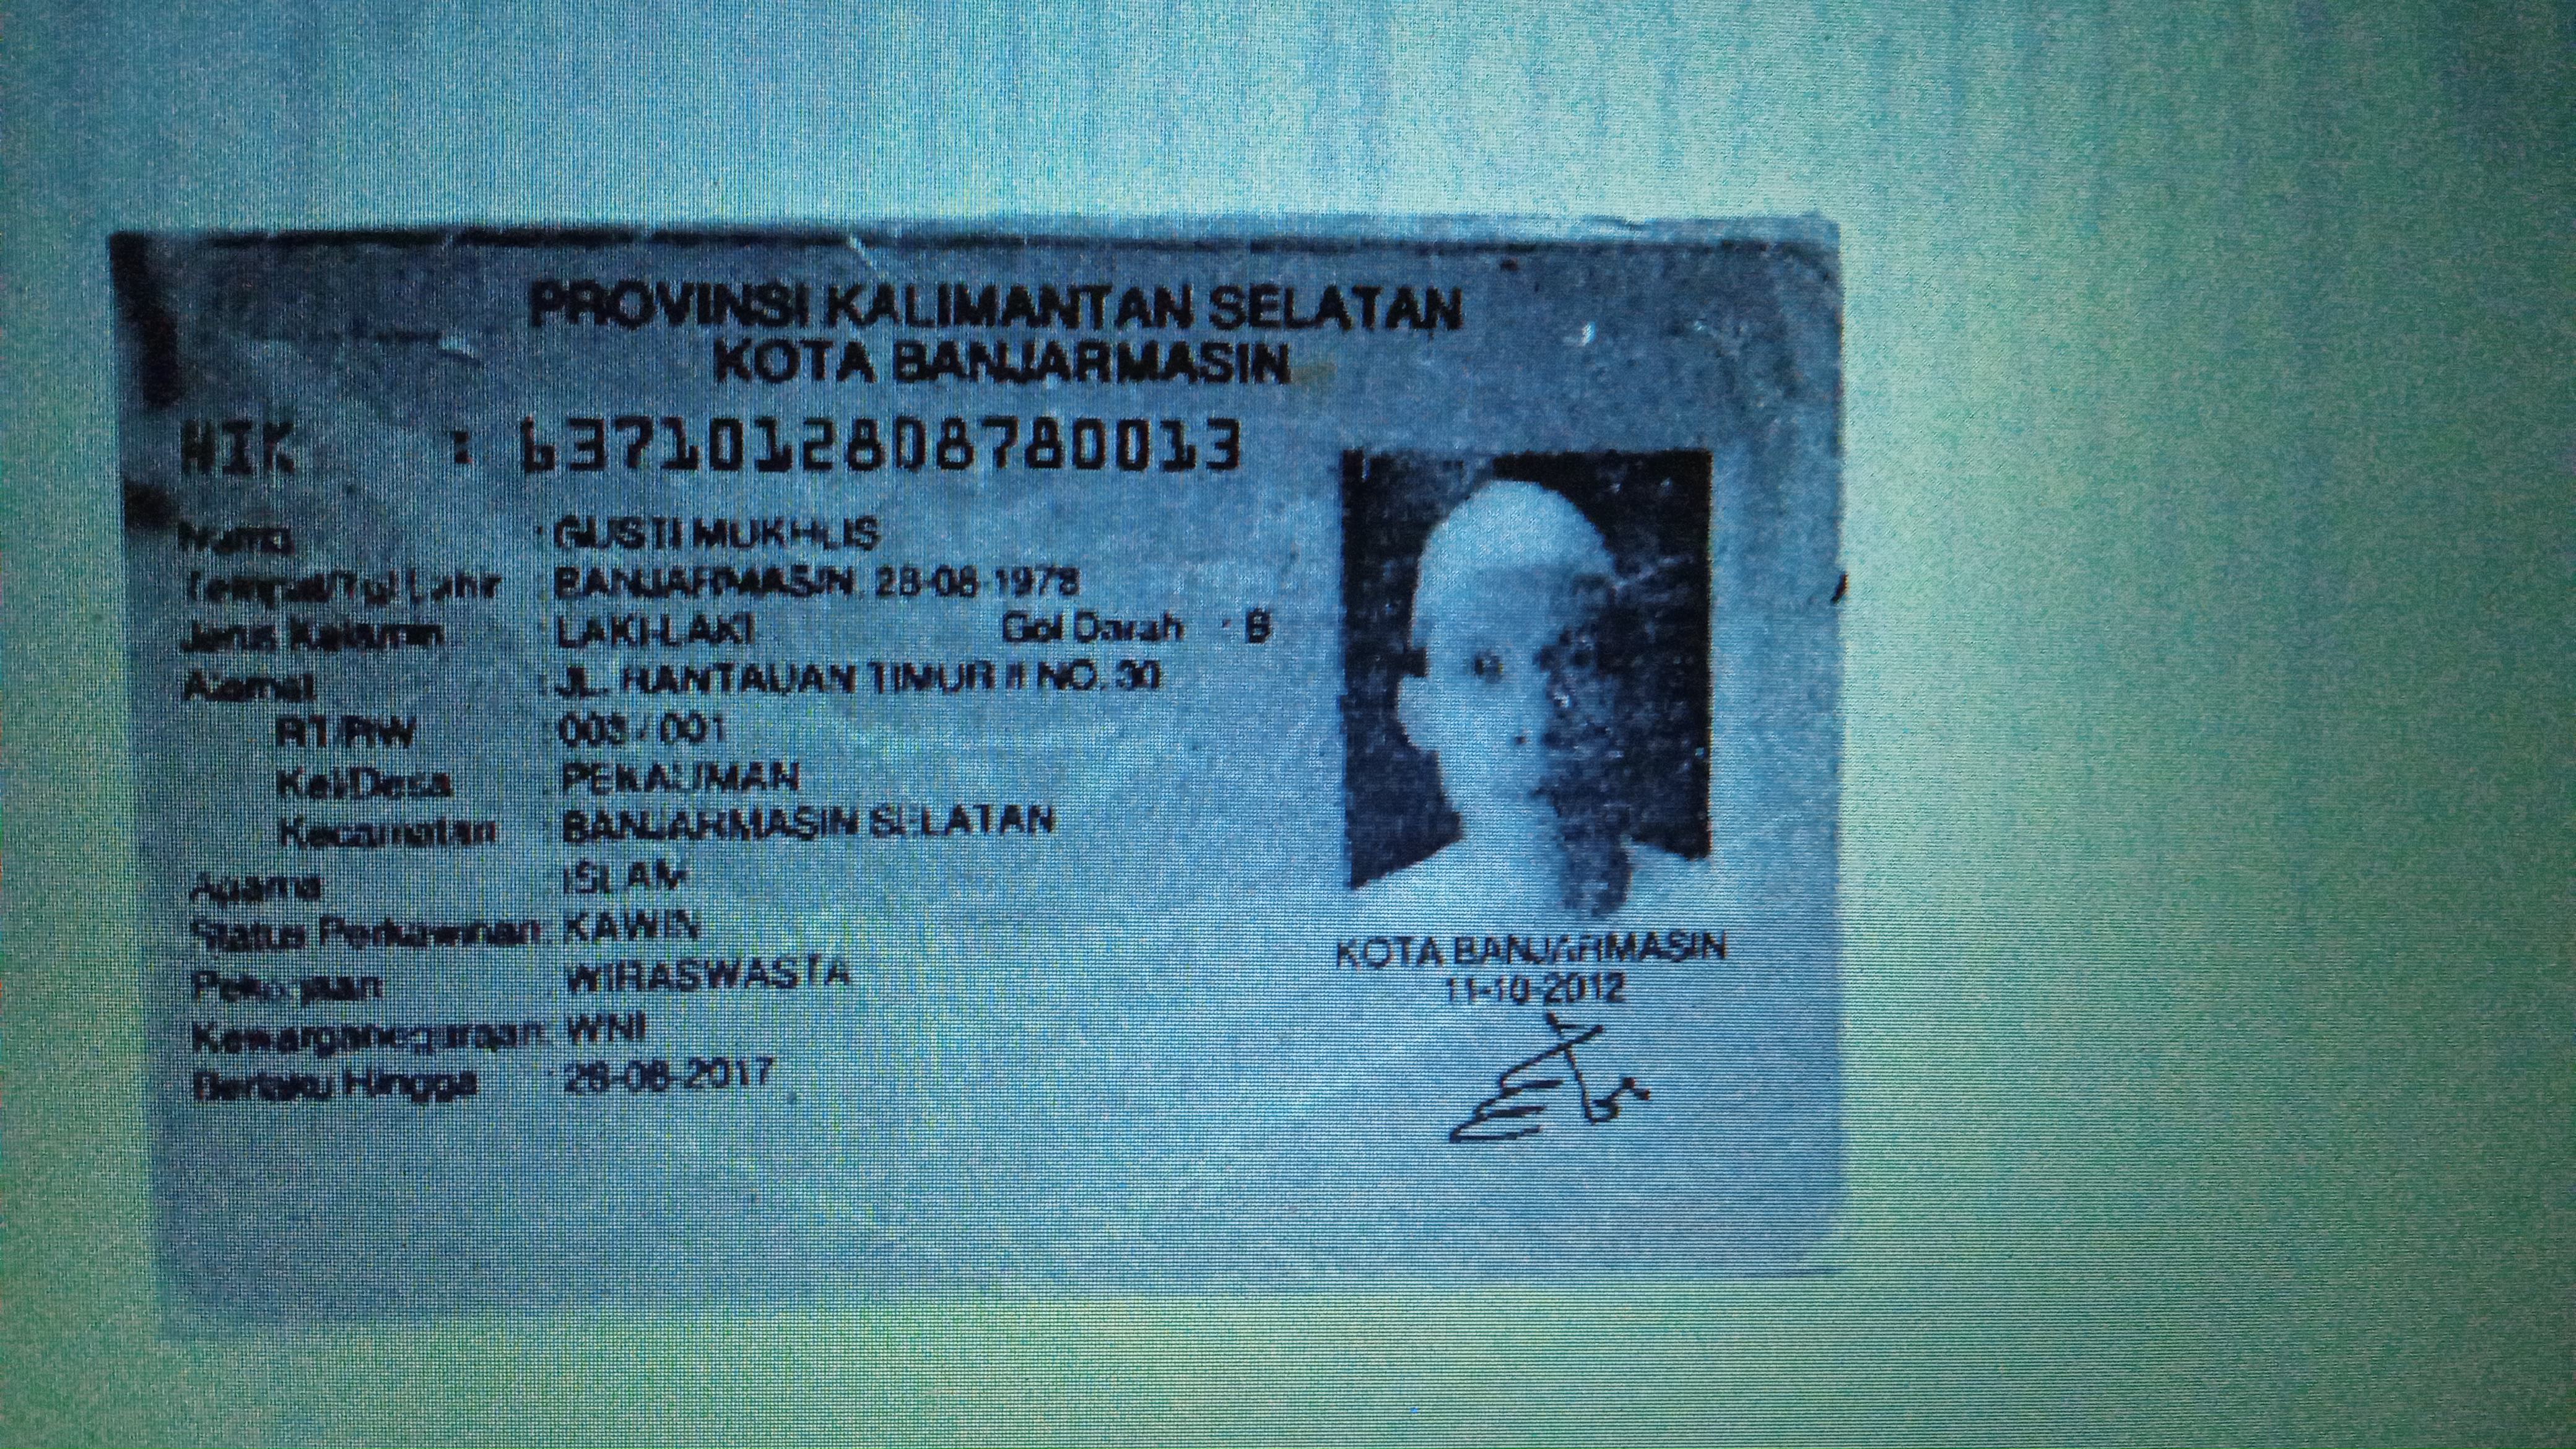 PROVINSI KALIMANTAN SELATAN
KOTA BANJARMASIN
NIK : 6371012808780013
Nama : GUSTI MUKHLIS
Tempat/Tgl Lahir : BANJARMASIN, 28-08-1978
Jenis Kelamin : LAKI-LAKI Gol Darah : B
Alamat : JL. RANTAUAN TIMUR II NO. 30
RT/RW : 003 / 001
Kel/Desa : PEKAUMAN
Kecamatan : BANJARMASIN SELATAN
Agama : ISLAM
Status Perkawinan : KAWIN
Pekerjaan : WIRASWASTA
Kewarganegaraan : WNI
Berlaku Hingga : 28-08-2017
KOTA BANJARMASIN
11-10-2012